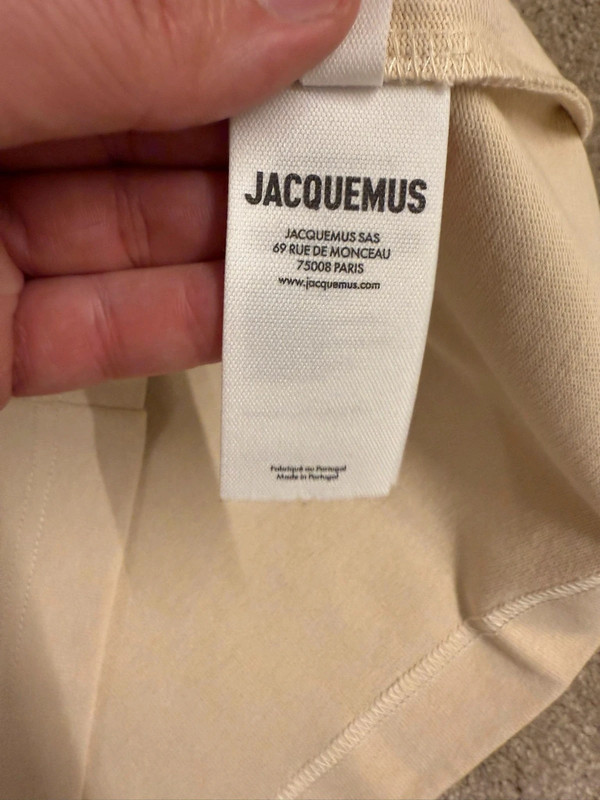 JACQUEMUS
JACQUEMUS SAS
69 RUE DE MONCEAU
75008 PARIS
www.jacquemus.com
Fabriqué au Portugal
Made in Portugal